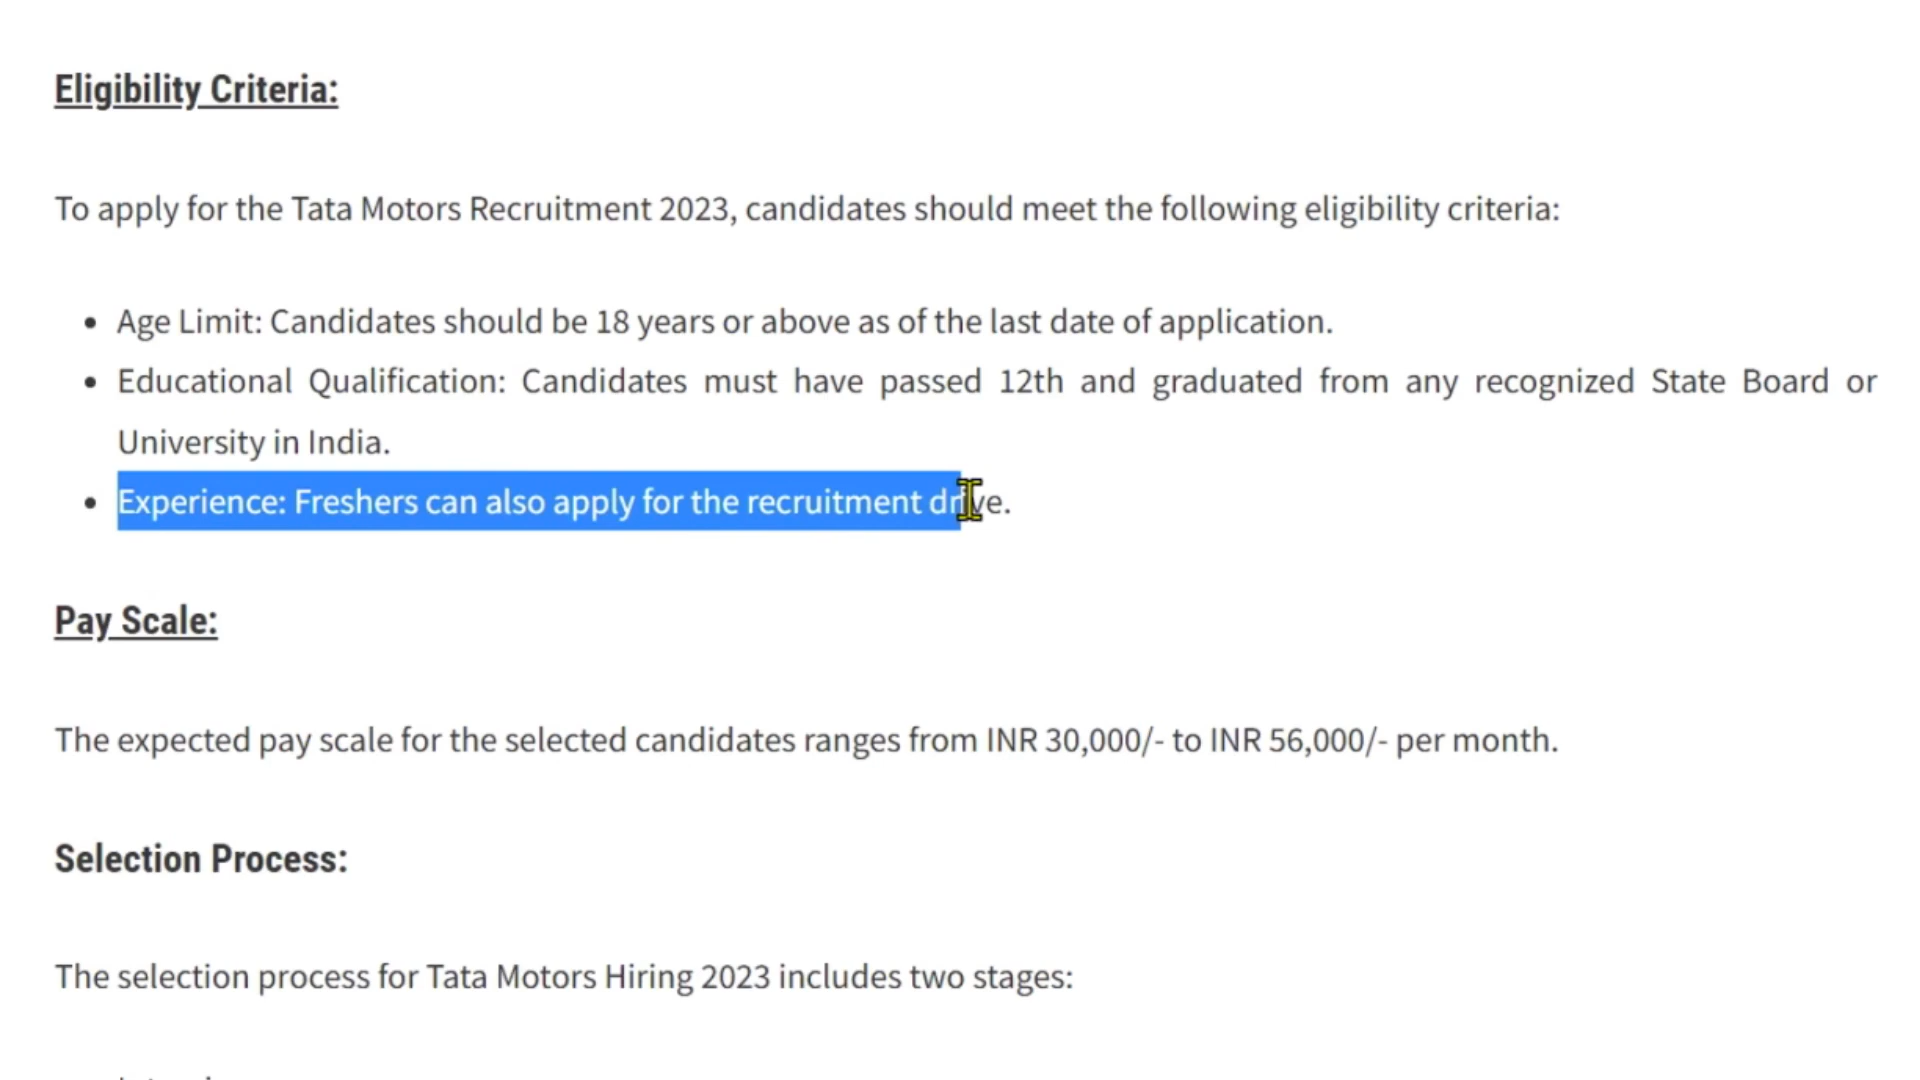 Eligibility Criteria:
To apply for the Tata Motors Recruitment 2023, candidates should meet the following eligibility criteria:
• Age Limit: Candidates should be 18 years or above as of the last date of application.
• Educational Qualification: Candidates must have passed 12th and graduated from any recognized State Board or
University in India.
• Experience: Freshers can also apply for the recruitment drive.
Pay Scale:
The expected pay scale for the selected candidates ranges from INR 30,000/- to INR 56,000/- per month.
Selection Process:
The selection process for Tata Motors Hiring 2023 includes two stages: